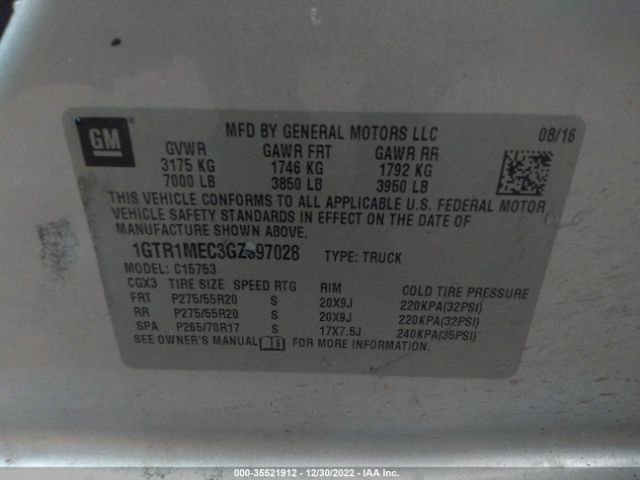 GM
MFD BY GENERAL MOTORS LLC 08/16
GVWR GAWR FRT GAWR RR
3175 KG 1746 KG 1792 KG
7000 LB 3850 LB 3950 LB
THIS VEHICLE CONFORMS TO ALL APPLICABLE U.S. FEDERAL MOTOR
VEHICLE SAFETY STANDARDS IN EFFECT ON THE DATE OF
MANUFACTURE SHOWN ABOVE.
1GTR1MEC3GZ397028 TYPE: TRUCK
MODEL: C15753
CGX3 TIRE SIZE SPEED RTG RIM COLD TIRE PRESSURE
FRT P275/55R20 S 20X9J 220KPA(32PSI)
RR P275/55R20 S 20X9J 220KPA(32PSI)
SPA P265/70R17 S 17X7.5J 240KPA(35PSI)
SEE OWNER'S MANUAL FOR MORE INFORMATION.
000-35521912 - 12/30/2022 - IAA Inc.